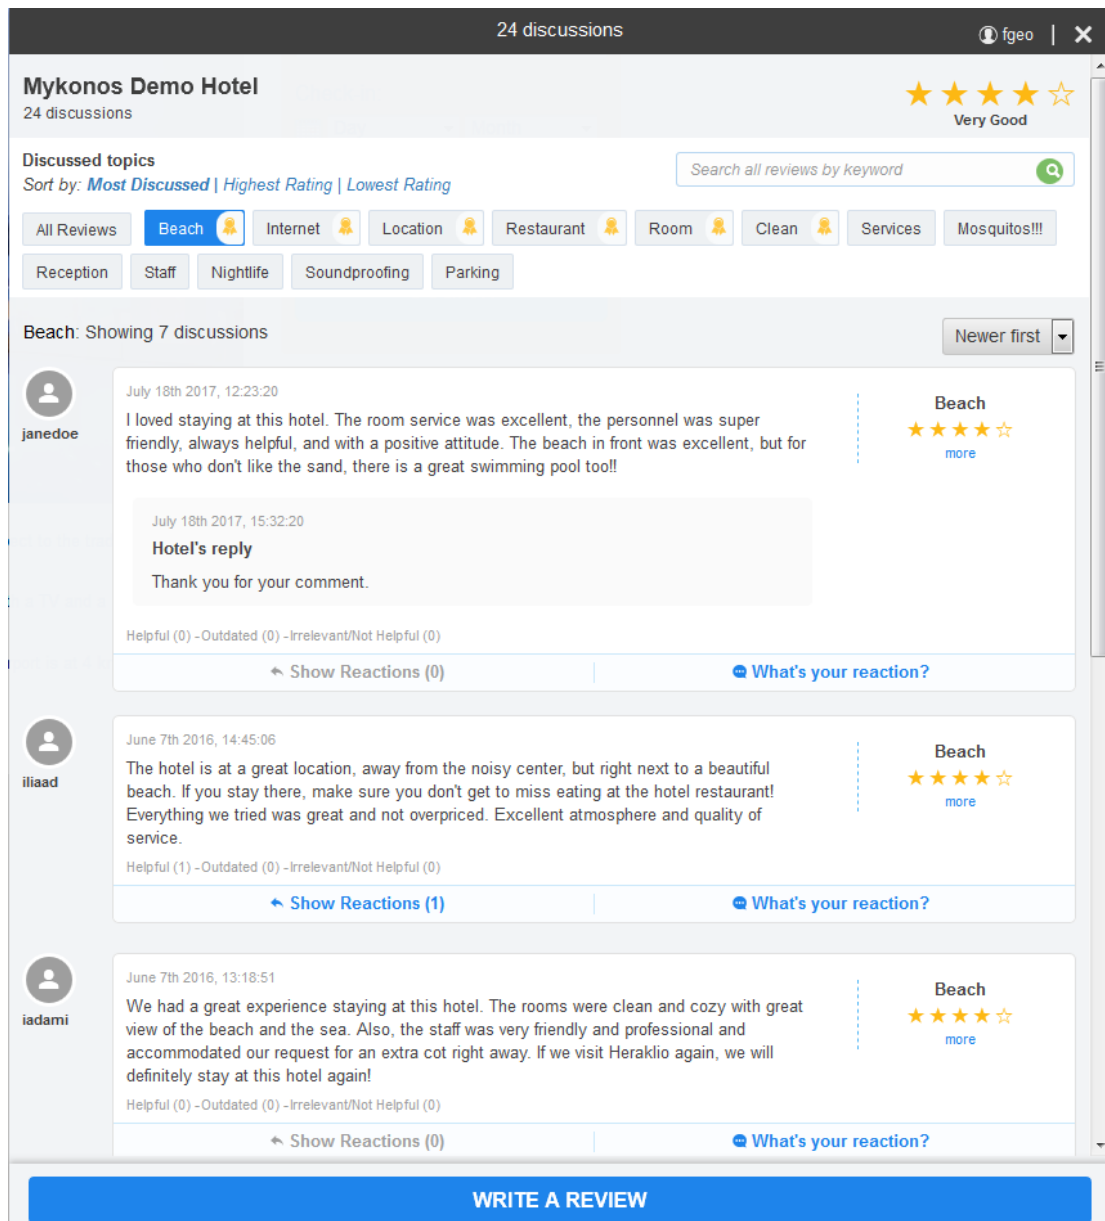 24 discussions
fgeo |
Mykonos Demo Hotel
24 discussions
Very Good
Discussed topics
Sort by: Most Discussed | Highest Rating | Lowest Rating
Search all reviews by keyword
All Reviews Beach Internet Location Restaurant Room Clean Services Mosquitos!!!
Reception Staff Nightlife Soundproofing Parking
Beach: Showing 7 discussions
Newer first
janedoe
July 18th 2017, 12:23:20
I loved staying at this hotel. The room service was excellent, the personnel was super
friendly, always helpful, and with a positive attitude. The beach in front was excellent, but for
those who don't like the sand, there is a great swimming pool too!!
Beach
more
July 18th 2017, 15:32:20
Hotel's reply
Thank you for your comment.
Helpful (0) -Outdated (0) -Irrelevant/Not Helpful (0)
Show Reactions (0) What's your reaction?
iliaad
June 7th 2016, 14:45:06
The hotel is at a great location, away from the noisy center, but right next to a beautiful
beach. If you stay there, make sure you don't get to miss eating at the hotel restaurant!
Everything we tried was great and not overpriced. Excellent atmosphere and quality of
service.
Beach
more
Helpful (1) -Outdated (0) -Irrelevant/Not Helpful (0)
Show Reactions (1) What's your reaction?
iadami
June 7th 2016, 13:18:51
We had a great experience staying at this hotel. The rooms were clean and cozy with great
view of the beach and the sea. Also, the staff was very friendly and professional and
accommodated our request for an extra cot right away. If we visit Heraklio again, we will
definitely stay at this hotel again!
Beach
more
Helpful (0) -Outdated (0) -Irrelevant/Not Helpful (0)
Show Reactions (0) What's your reaction?
WRITE A REVIEW